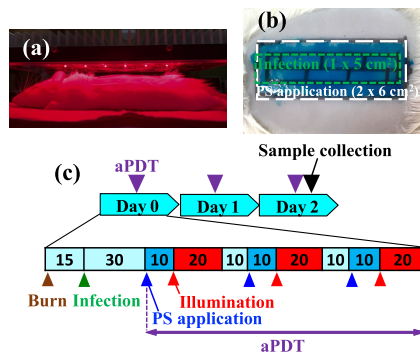 (a)
(b)
Infection (1 x 5 cm²)
PS-application (2 x 6 cm²)
(c)
aPDT
Sample collection
Day 0 Day 1 Day 2
15 30 10 20 10 10 20 10 10 20
Burn Infection Illumination
PS application
aPDT